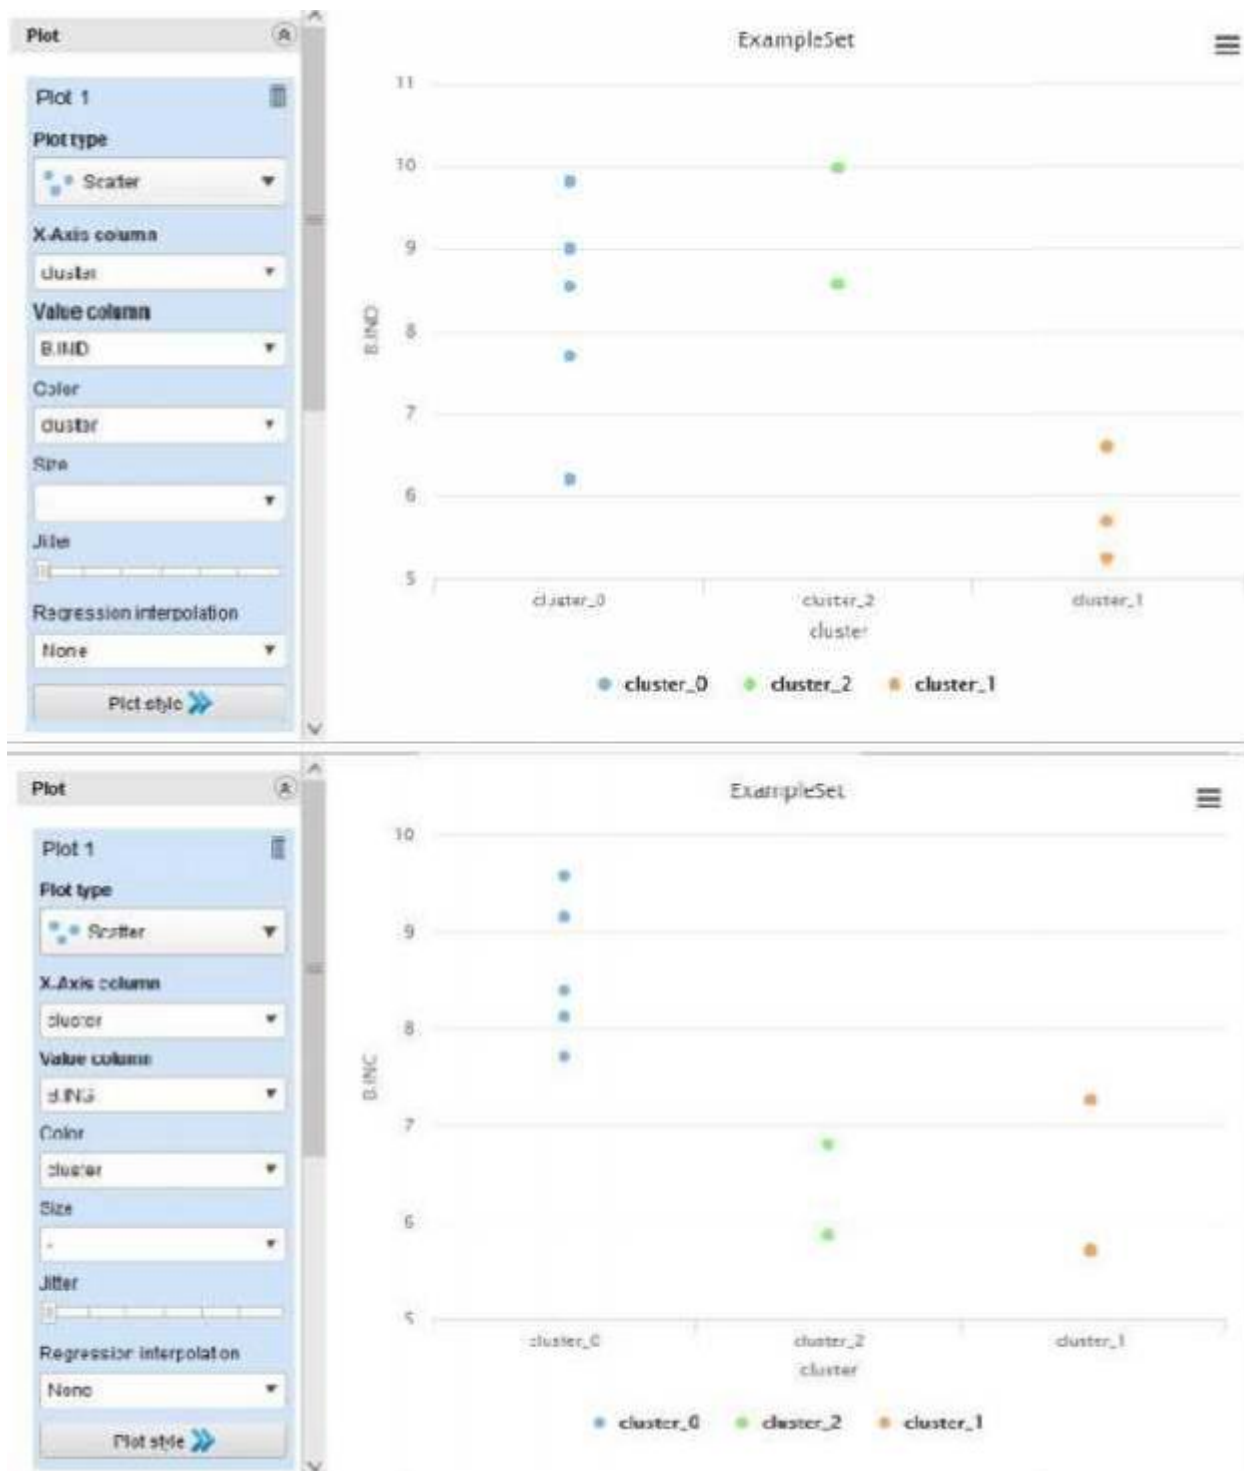 Plot
Plot 1
Plot type
Scatter
X-Axis column
cluster
Value column
B.IND
Color
cluster
Size
Jitter
Regression interpolation
None
Plot style
ExampleSet
11
10
9
8
7
6
5
B.IND
cluster_0 cluster_2 cluster_1
cluster
cluster_0 cluster_2 cluster_1
Plot
Plot 1
Plot type
Scatter
X-Axis column
cluster
Value column
Color
cluster
Size
-
Jitter
Regression interpolation
None
Plot style
ExampleSet
10
9
8
7
6
5
cluster_0 cluster_2 cluster_1
cluster
cluster_0 cluster_2 cluster_1